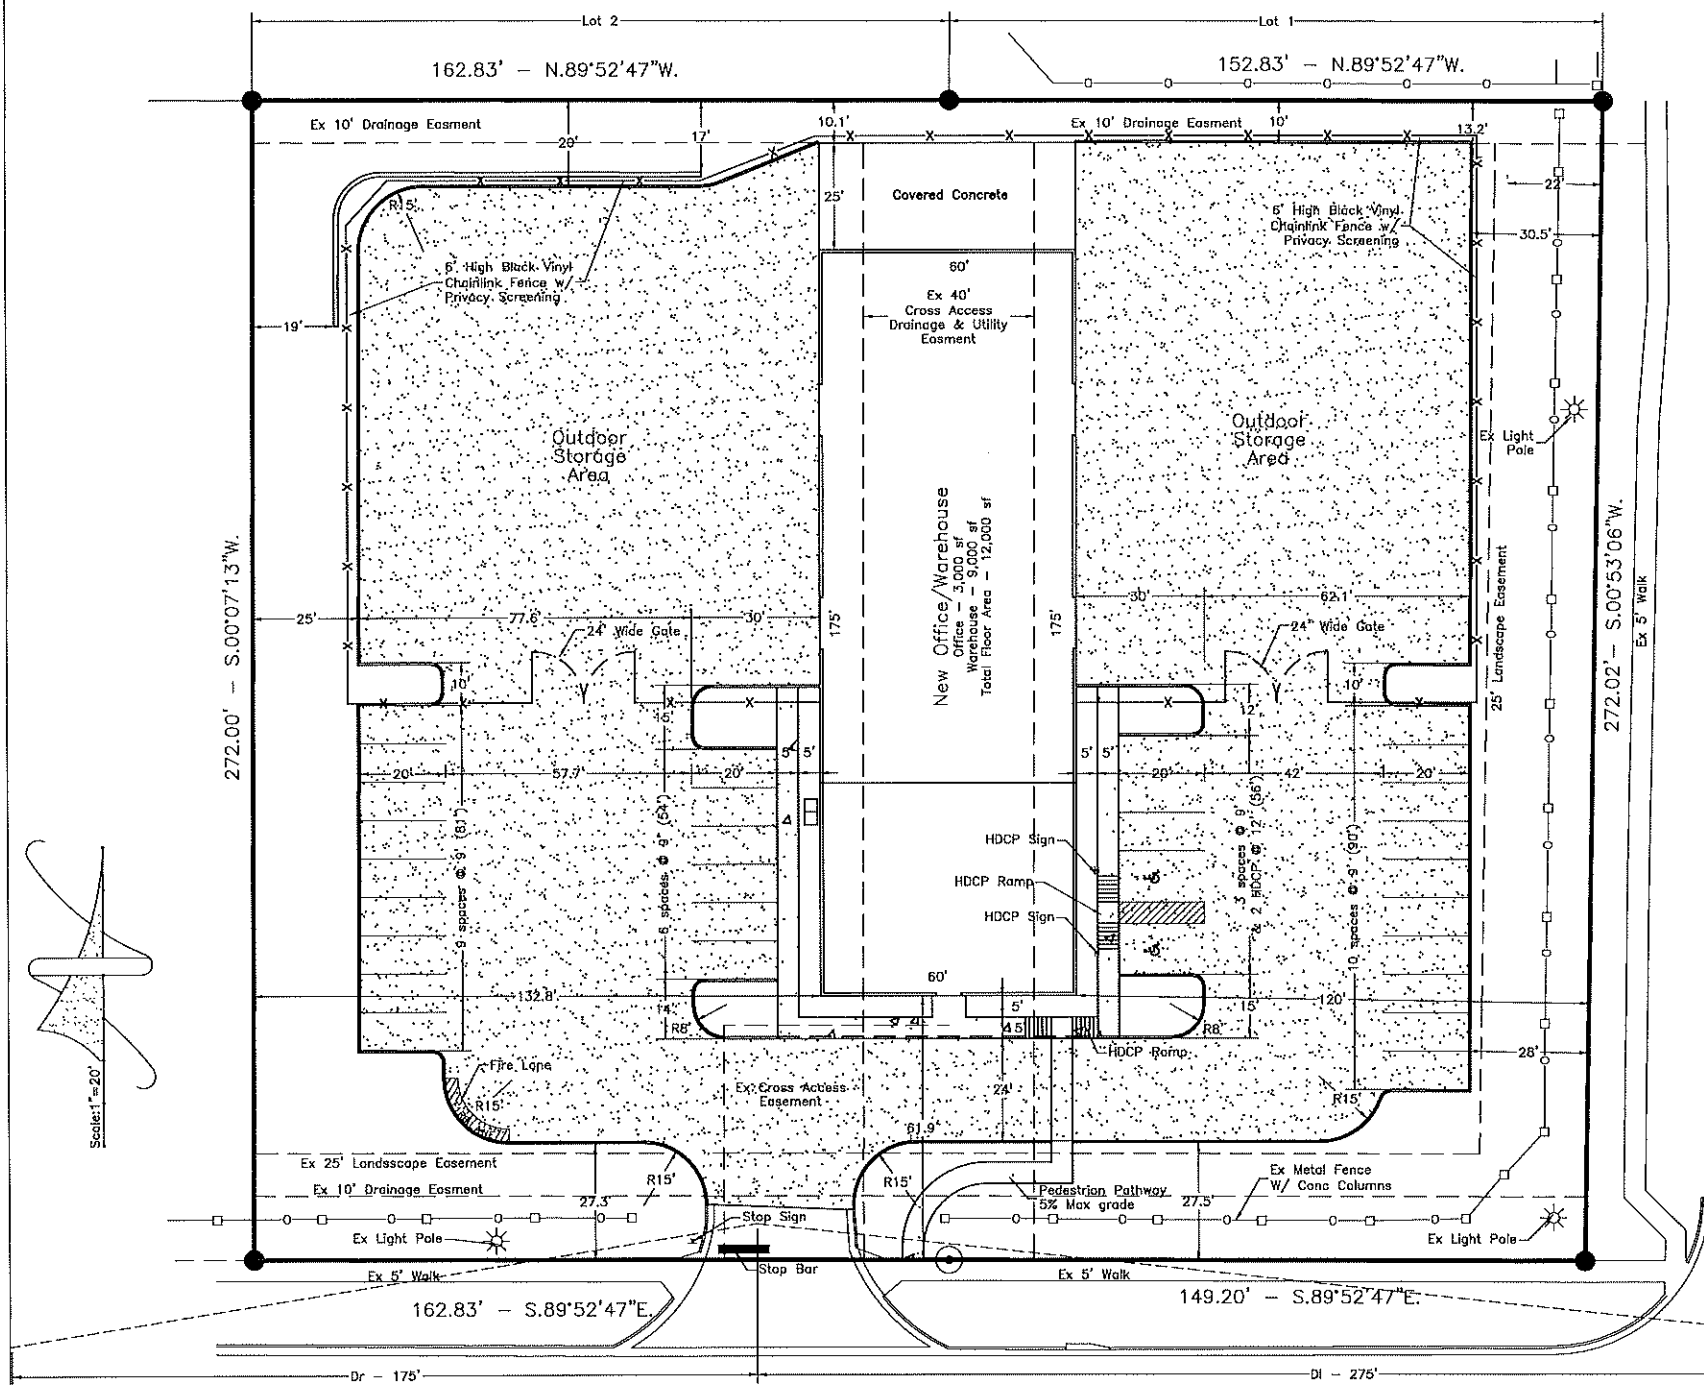 Lot 2
Lot 1
162.83' - N.89°52'47"W.
152.83' - N.89°52'47"W.
Ex 10' Drainage Easment
20'
17'
10.1'
Ex 10' Drainage Easment
10'
13.2'
R15'
25'
Covered Concrete
22'
6' High Black Vinyl
Chainlink Fence w/
Privacy Screening
30.5'
6' High Black Vinyl
Chainlink Fence w/
Privacy Screening
60'
Ex 40'
Cross Access
Drainage & Utility
Easment
19'
Outdoor
Storage
Area
Outdoor
Storage
Area
Ex Light
Pole
272.00' - S.00°07'13"W.
New Office/Warehouse
Office - 3,000 sf
Warehouse - 9,000 sf
Total Floor Area - 12,000 sf
175'
175'
25' Landscape Easement
272.02' - S.00°53'06"W.
Ex 5' Walk
25'
77.6'
30'
30'
62.1'
24' Wide Gate
24' Wide Gate
10'
15'
12'
10'
5'
5'
5'
5'
20'
57.7'
20'
20'
42'
20'
9 spaces @ 9' (81')
6 spaces @ 9' (54')
3 spaces @ 9'
& 2 HDCP @ 12' (56')
10 spaces @ 9' (90')
HDCP Sign
HDCP Ramp
HDCP Sign
Scale:1"=20'
60'
132.8'
120'
14'
R8'
5'
5'
15'
R8'
HDCP Ramp
28'
Fire Lane
R15'
Ex Cross Access
Easement
24'
R15'
61.9'
Ex 25' Landsscape Easement
Ex 10' Drainage Easment
R15'
R15'
27.3'
Pedestrian Pathway
5% Max grade
27.5'
Ex Metal Fence
W/ Conc Columns
Stop Sign
Ex Light Pole
Ex Light Pole
Stop Bar
Ex 5' Walk
Ex 5' Walk
162.83' - S.89°52'47"E.
149.20' - S.89°52'47"E.
Dr - 175'
Dl - 275'